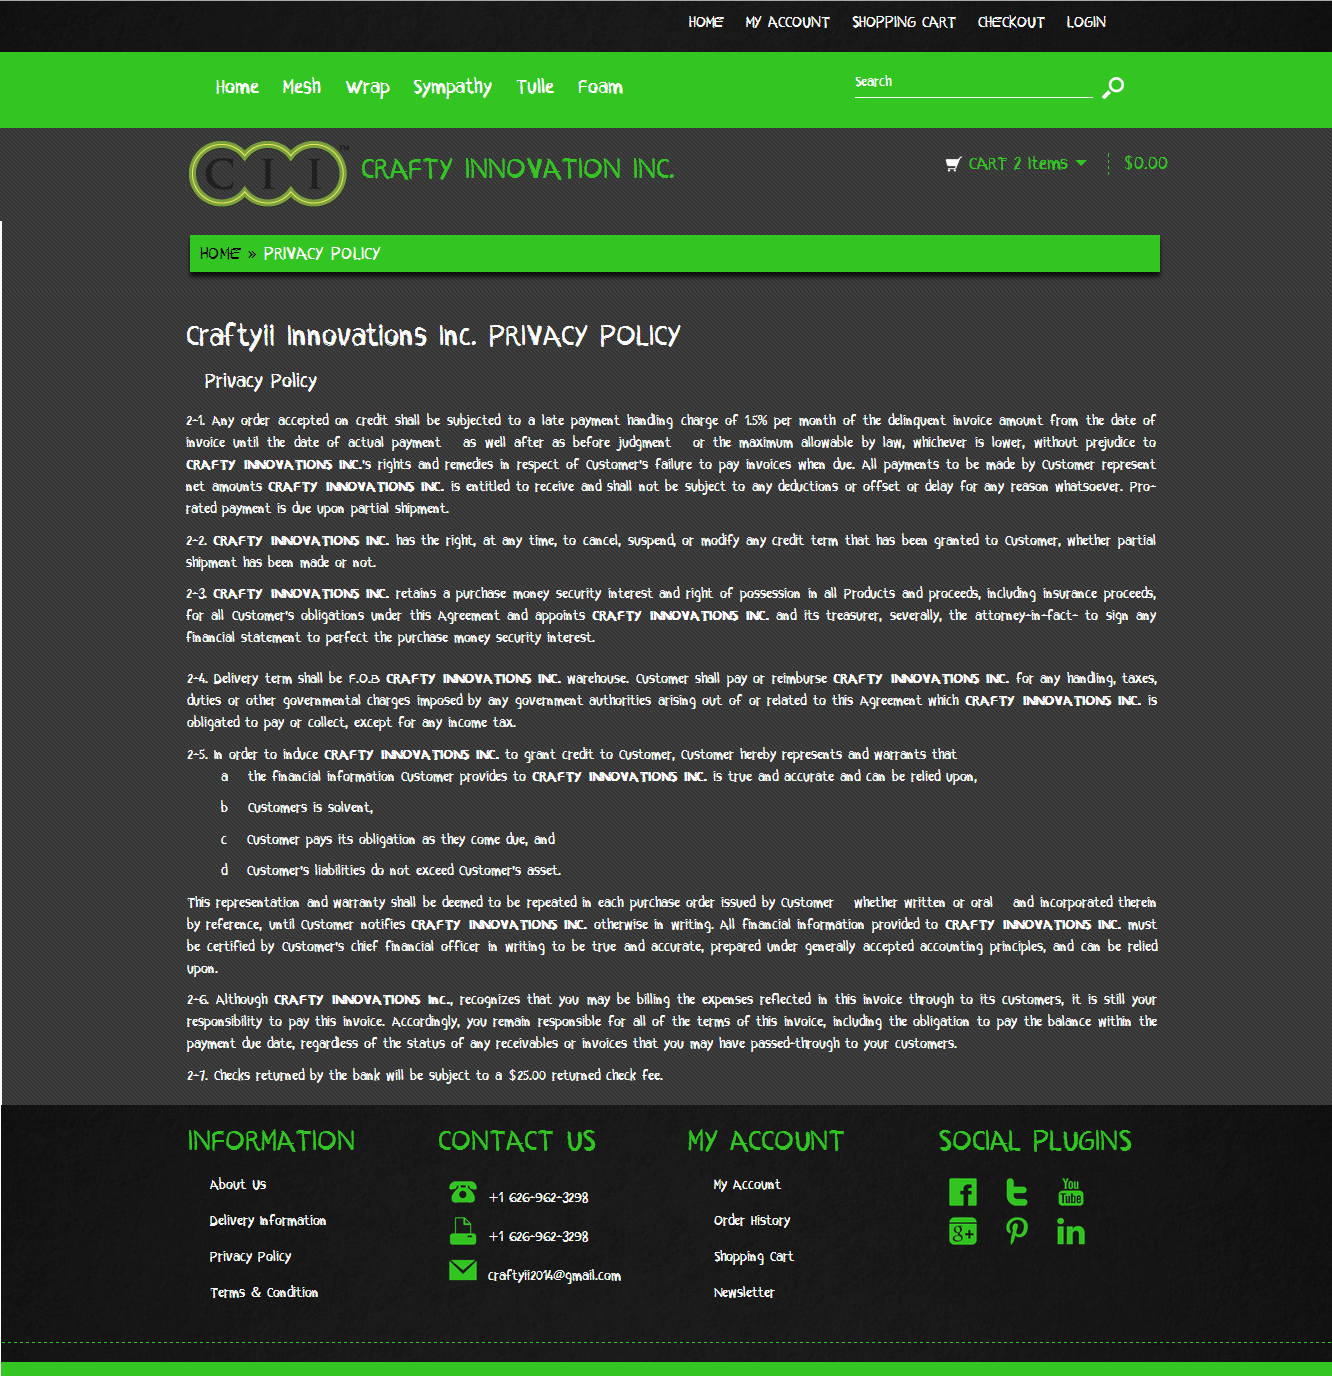 HOME MY ACCOUNT SHOPPING CART CHECKOUT LOGIN
Home Mesh Wrap Sympathy Tulle Foam Search
CII ™ CRAFTY INNOVATION INC. CART 2 Items $0.00
HOME » PRIVACY POLICY
Craftyii Innovations Inc. PRIVACY POLICY
Privacy Policy
2-1. Any order accepted on credit shall be subjected to a late payment handling charge of 1.5% per month of the delinquent invoice amount from the date of
invoice until the date of actual payment as well after as before judgment or the maximum allowable by law, whichever is lower, without prejudice to
CRAFTY INNOVATIONS INC.'s rights and remedies in respect of Customer's failure to pay invoices when due. All payments to be made by Customer represent
net amounts CRAFTY INNOVATIONS INC. is entitled to receive and shall not be subject to any deductions or offset or delay for any reason whatsoever. Pro-
rated payment is due upon partial shipment.
2-2. CRAFTY INNOVATIONS INC. has the right, at any time, to cancel, suspend, or modify any credit term that has been granted to Customer, whether partial
shipment has been made or not.
2-3. CRAFTY INNOVATIONS INC. retains a purchase money security interest and right of possession in all Products and proceeds, including insurance proceeds,
for all Customer's obligations under this Agreement and appoints CRAFTY INNOVATIONS INC. and its treasurer, severally, the attorney-in-fact- to sign any
financial statement to perfect the purchase money security interest.
2-4. Delivery term shall be F.O.B CRAFTY INNOVATIONS INC. warehouse. Customer shall pay or reimburse CRAFTY INNOVATIONS INC. for any handling, taxes,
duties or other governmental charges imposed by any government authorities arising out of or related to this Agreement which CRAFTY INNOVATIONS INC. is
obligated to pay or collect, except for any income tax.
2-5. In order to induce CRAFTY INNOVATIONS INC. to grant credit to Customer, Customer hereby represents and warrants that
a the financial information Customer provides to CRAFTY INNOVATIONS INC. is true and accurate and can be relied upon,
b Customers is solvent,
c Customer pays its obligation as they come due, and
d Customer's liabilities do not exceed Customer's asset.
This representation and warranty shall be deemed to be repeated in each purchase order issued by Customer whether written or oral and incorporated therein
by reference, until Customer notifies CRAFTY INNOVATIONS INC. otherwise in writing. All financial information provided to CRAFTY INNOVATIONS INC. must
be certified by Customer's chief financial officer in writing to be true and accurate, prepared under generally accepted accounting principles, and can be relied
upon.
2-6. Although CRAFTY INNOVATIONS Inc.., recognizes that you may be billing the expenses reflected in this invoice through to its customers, it is still your
responsibility to pay this invoice. Accordingly, you remain responsible for all of the terms of this invoice, including the obligation to pay the balance within the
payment due date, regardless of the status of any receivables or invoices that you may have passed-through to your customers.
2-7. Checks returned by the bank will be subject to a $25.00 returned check fee.
INFORMATION CONTACT US MY ACCOUNT SOCIAL PLUGINS
About Us
Delivery Information
Privacy Policy
Terms & Condition
+1 626-962-3298
+1 626-962-3298
craftyii2014@gmail.com
My Account
Order History
Shopping Cart
Newsletter
You
Tube